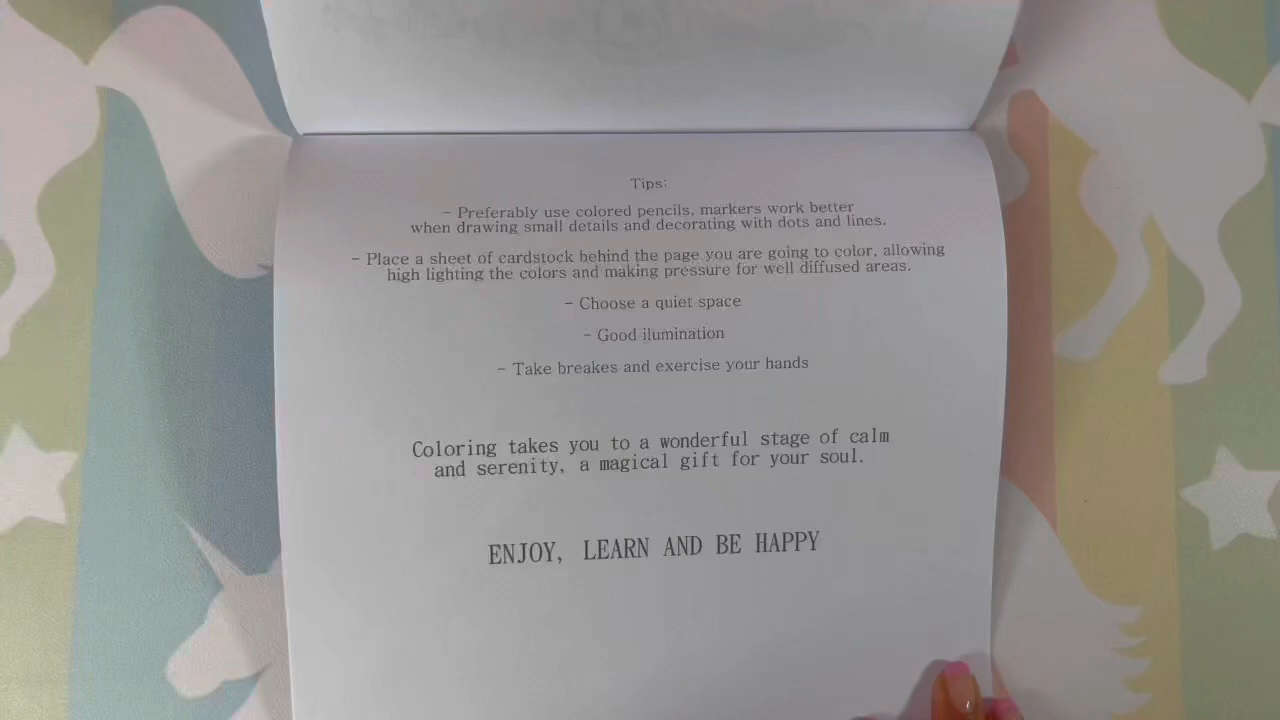 Tips:
- Preferably use colored pencils, markers work better
when drawing small details and decorating with dots and lines.
- Place a sheet of cardstock behind the page you are going to color, allowing
high lighting the colors and making pressure for well diffused areas.
- Choose a quiet space
- Good ilumination
- Take breakes and exercise your hands
Coloring takes you to a wonderful stage of calm
and serenity, a magical gift for your soul.
ENJOY, LEARN AND BE HAPPY